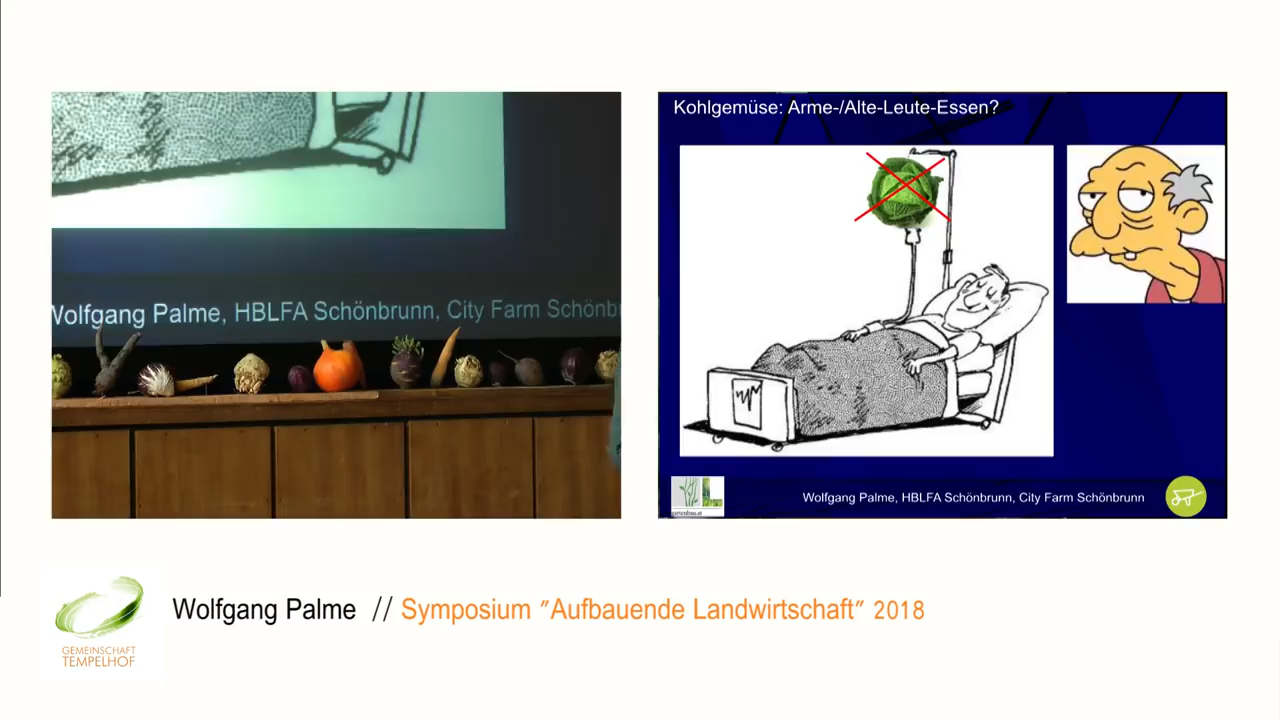 Kohlgemüse: Arme-/Alte-Leute-Essen?
Wolfgang Palme, HBLFA Schönbrunn, City Farm Schönb
Wolfgang Palme, HBLFA Schönbrunn, City Farm Schönbrunn
Wolfgang Palme // Symposium "Aufbauende Landwirtschaft" 2018
GEMEINSCHAFT
TEMPELHOF